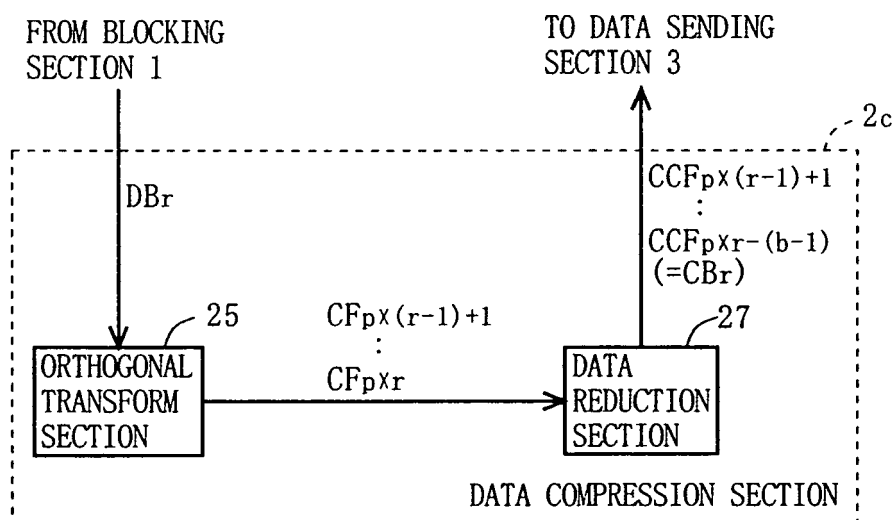 FROM BLOCKING
SECTION 1
TO DATA SENDING
SECTION 3
2c
DBr
CCFp×(r-1)+1
:
CCFp×r-(b-1)
(=CBr)
25
CFp×(r-1)+1
:
CFp×r
27
ORTHOGONAL
TRANSFORM
SECTION
DATA
REDUCTION
SECTION
DATA COMPRESSION SECTION